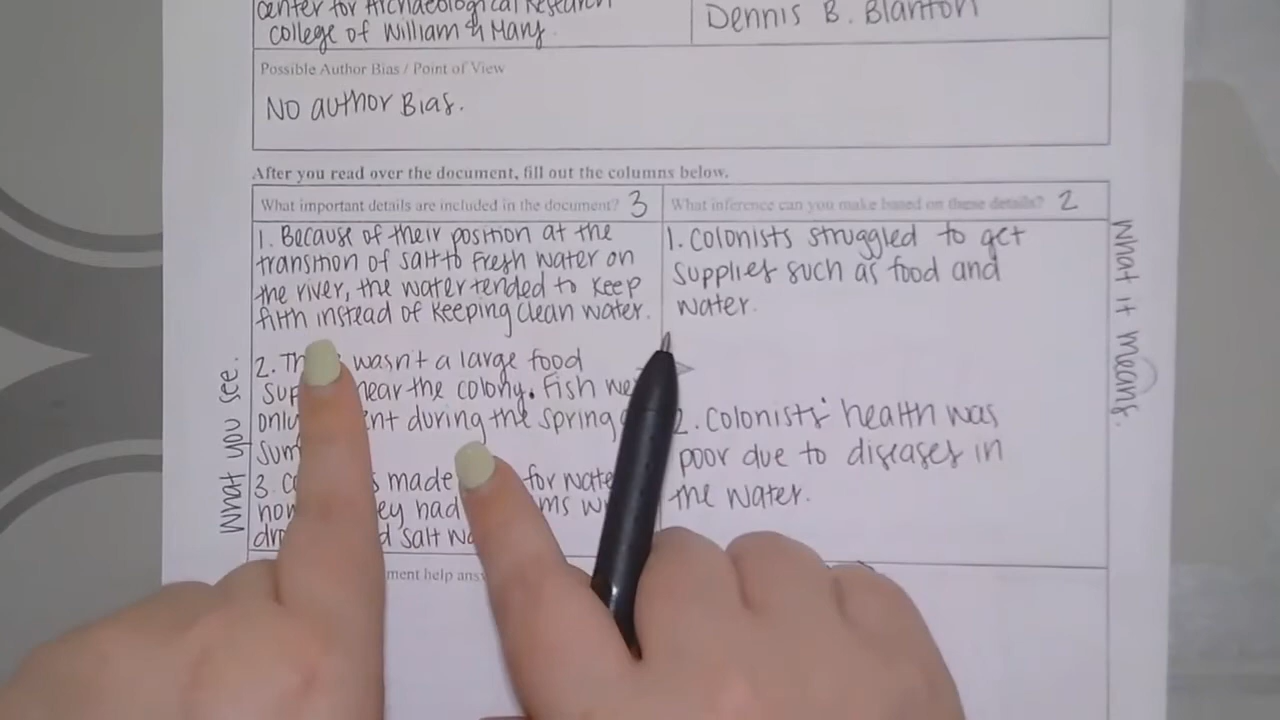 Center for Archaeological Research
college of William & Mary
Dennis B. Blanton
Possible Author Bias / Point of View
No author Bias.
After you read over the document, fill out the columns below.
What important details are included in the document? 3
What inference can you make based on these details? 2
1. Because of their position at the
transition of salt to fresh water on
the river, the water tended to keep
filth instead of keeping clean water.
2. wasn't a large food
near the colony. Fish
only during the spring
3. made for
had
salt
1. Colonists struggled to get
supplies such as food and
water.
2. Colonists' health was
poor due to diseases in
the water.
What you see.
What it means.
help